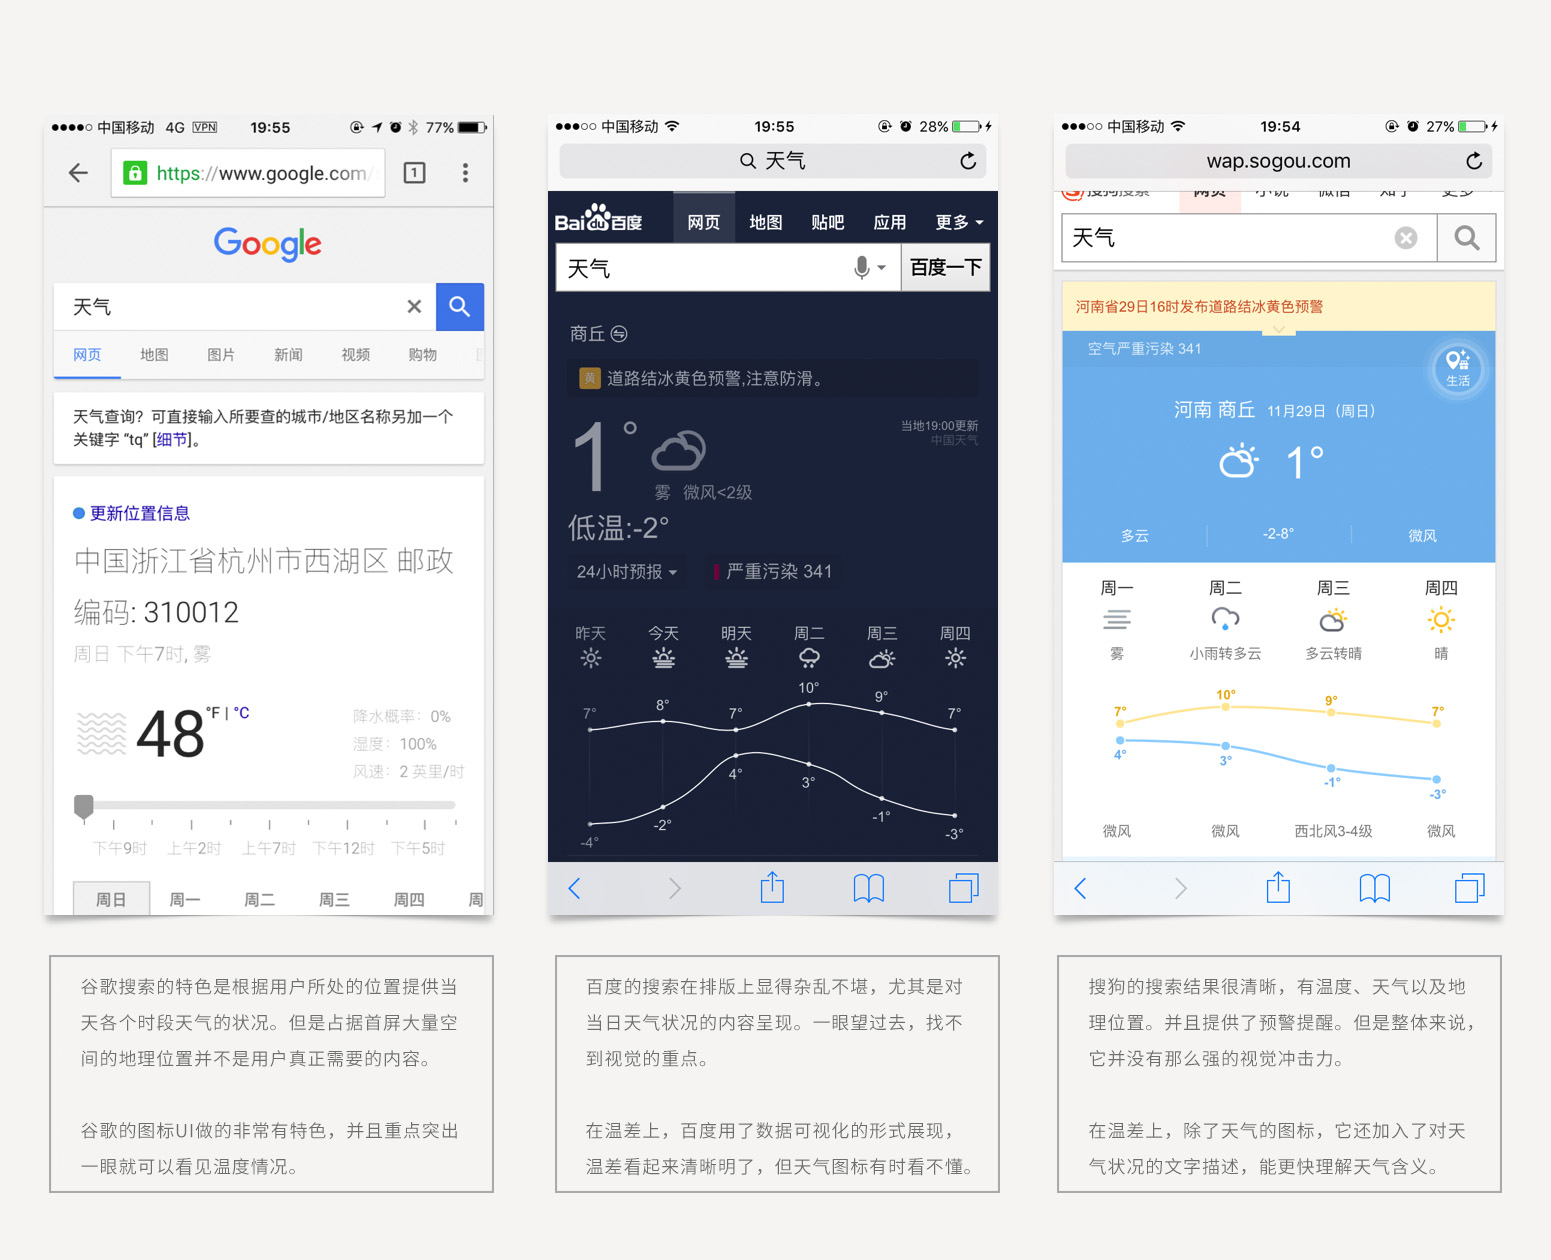 中国移动 4G VPN 19:55 77%
https://www.google.com/
1
Google
天气
网页 地图 图片 新闻 视频 购物
天气查询? 可直接输入所要查的城市/地区名称另加一个
关键字 “tq” [细节]。
更新位置信息
中国浙江省杭州市西湖区 邮政
编码: 310012
周日 下午7时, 雾
48 °F | °C
降水概率: 0%
湿度: 100%
风速: 2 英里/时
下午9时 上午2时 上午7时 下午12时 下午5时
周日 周一 周二 周三 周四 周
谷歌搜索的特色是根据用户所处的位置提供当
天各个时段天气的状况。但是占据首屏大量空
间的地理位置并不是用户真正需要的内容。
谷歌的图标UI做的非常有特色，并且重点突出
一眼就可以看见温度情况。
中国移动 19:55 28%
天气
Bai du 百度 网页 地图 贴吧 应用 更多
天气 百度一下
商丘
黄 道路结冰黄色预警,注意防滑。
1°
当地19:00更新
中国天气
雾 微风<2级
低温:-2°
24小时预报 严重污染 341
昨天 今天 明天 周二 周三 周四
7° 8° 7° 10° 9° 7°
-4° -2° 4° 3° -1° -3°
百度的搜索在排版上显得杂乱不堪，尤其是对
当日天气状况的内容呈现。一眼望过去，找不
到视觉的重点。
在温差上，百度用了数据可视化的形式展现，
温差看起来清晰明了，但天气图标有时看不懂。
中国移动 19:54 27%
wap.sogou.com
搜狗搜索 网页 小说 微信 知乎 更多
天气
河南省29日16时发布道路结冰黄色预警
空气严重污染 341
生活
河南 商丘 11月29日（周日）
1°
多云 -2-8° 微风
周一 周二 周三 周四
雾 小雨转多云 多云转晴 晴
7° 10° 9° 7°
4° 3° -1° -3°
微风 微风 西北风3-4级 微风
搜狗的搜索结果很清晰，有温度、天气以及地
理位置。并且提供了预警提醒。但是整体来说，
它并没有那么强的视觉冲击力。
在温差上，除了天气的图标，它还加入了对天
气状况的文字描述，能更快理解天气含义。